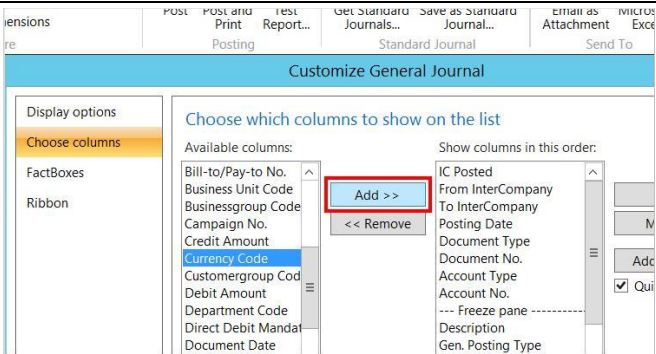 Post Post and Test Get Standard Save as Standard Email as
ensions Print Report... Journals... Journal... Attachment
re Posting Standard Journal Send To
Customize General Journal
Display options
Choose columns
FactBoxes
Ribbon
Choose which columns to show on the list
Available columns:
Bill-to/Pay-to No.
Business Unit Code
Businessgroup Code
Campaign No.
Credit Amount
Currency Code
Customergroup Cod
Debit Amount
Department Code
Direct Debit Mandat
Document Date
Add >>
<< Remove
Show columns in this order:
IC Posted
From InterCompany
To InterCompany
Posting Date
Document Type
Document No.
Account Type
Account No.
--- Freeze pane ----------
Description
Gen. Posting Type
M
Add
Qui